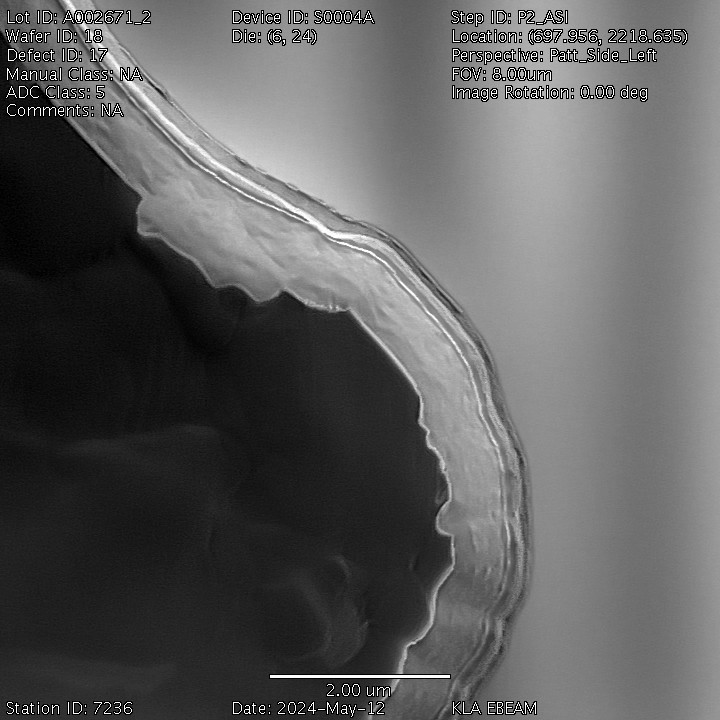 Lot ID: A002671_2
Wafer ID: 18
Defect ID: 17
Manual Class: NA
ADC Class: 5
Comments: NA
Device ID: S0004A
Die: (6, 24)
Step ID: P2_ASI
Location: (697.956, 2218.635)
Perspective: Patt_Side_Left
FOV: 8.00um
Image Rotation: 0.00 deg
2.00 um
Station ID: 7236
Date: 2024-May-12
KLA EBEAM